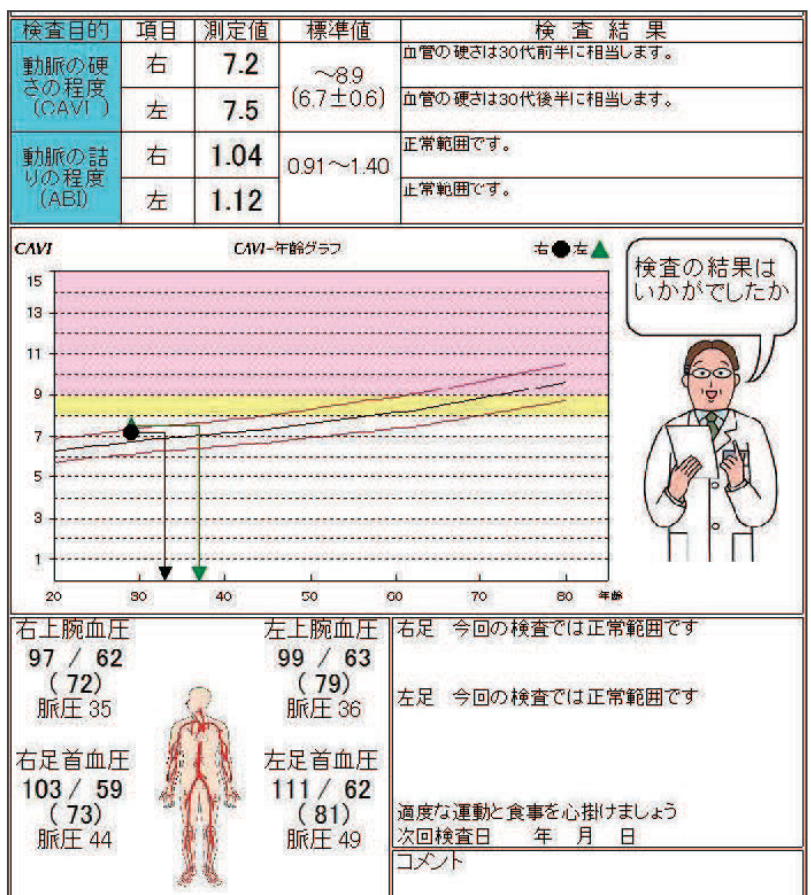 検査目的 項目 測定値 標準値 検査結果
動脈の硬
さの程度
(CAVI )
右 7.2
左 7.5
～8.9
(6.7±0.6)
血管の硬さは30代前半に相当します。
血管の硬さは30代後半に相当します。
動脈の詰
りの程度
(ABI)
右 1.04
左 1.12
0.91～1.40
正常範囲です。
正常範囲です。
CAVI CAVI-年齢グラフ 右●左▲
15
13
11
9
7
5
3
1
20 30 40 50 60 70 80 年齢
検査の結果は
いかがでしたか
右上腕血圧
97 / 62
(72)
脈圧 35
左上腕血圧
99 / 63
(79)
脈圧 36
右足首血圧
103 / 59
(73)
脈圧 44
左足首血圧
111 / 62
(81)
脈圧 49
右足 今回の検査では正常範囲です
左足 今回の検査では正常範囲です
適度な運動と食事を心掛けましょう
次回検査日 年 月 日
コメント